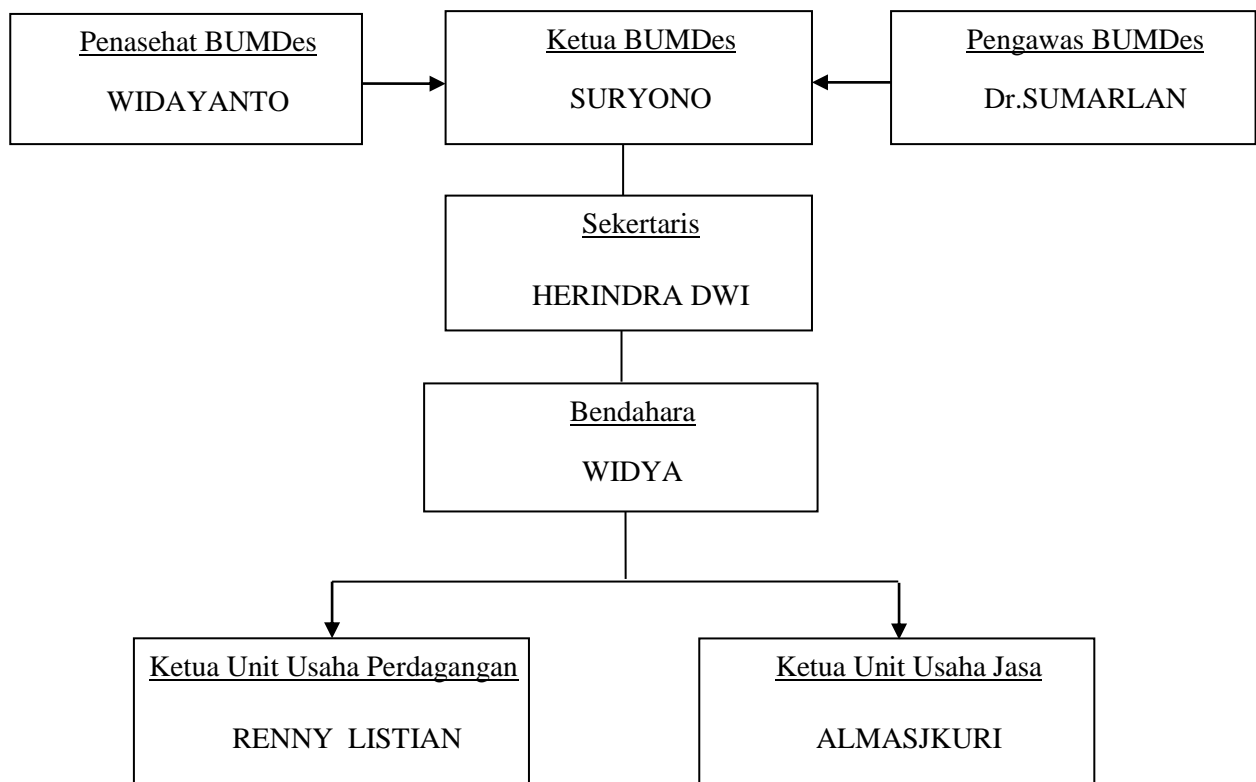 Penasehat BUMDes
WIDAYANTO
Ketua BUMDes
SURYONO
Pengawas BUMDes
Dr.SUMARLAN
Sekertaris
HERINDRA DWI
Bendahara
WIDYA
Ketua Unit Usaha Perdagangan
RENNY LISTIAN
Ketua Unit Usaha Jasa
ALMASJKURI